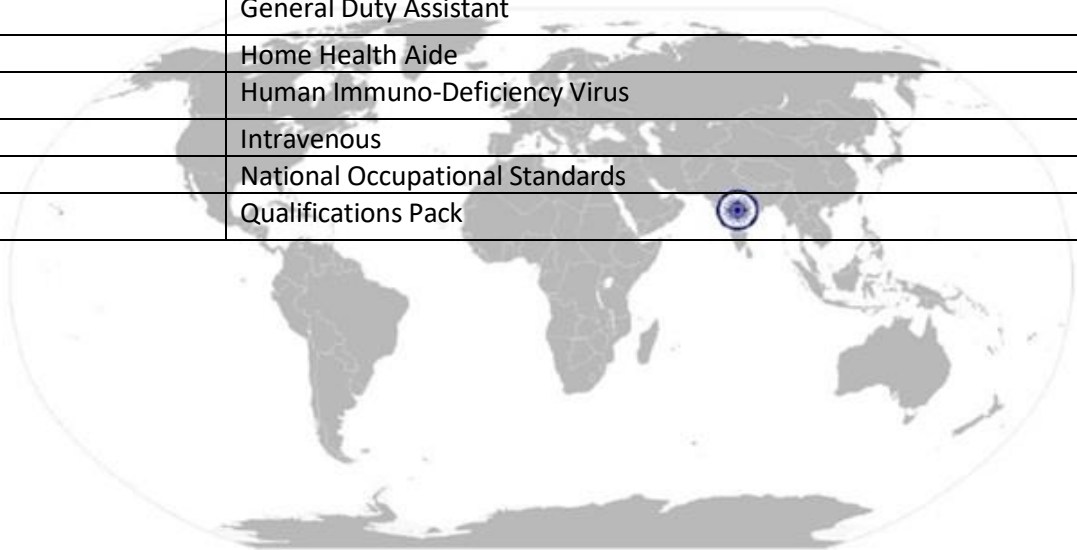 General Duty Assistant
Home Health Aide
Human Immuno-Deficiency Virus
Intravenous
National Occupational Standards
Qualifications Pack